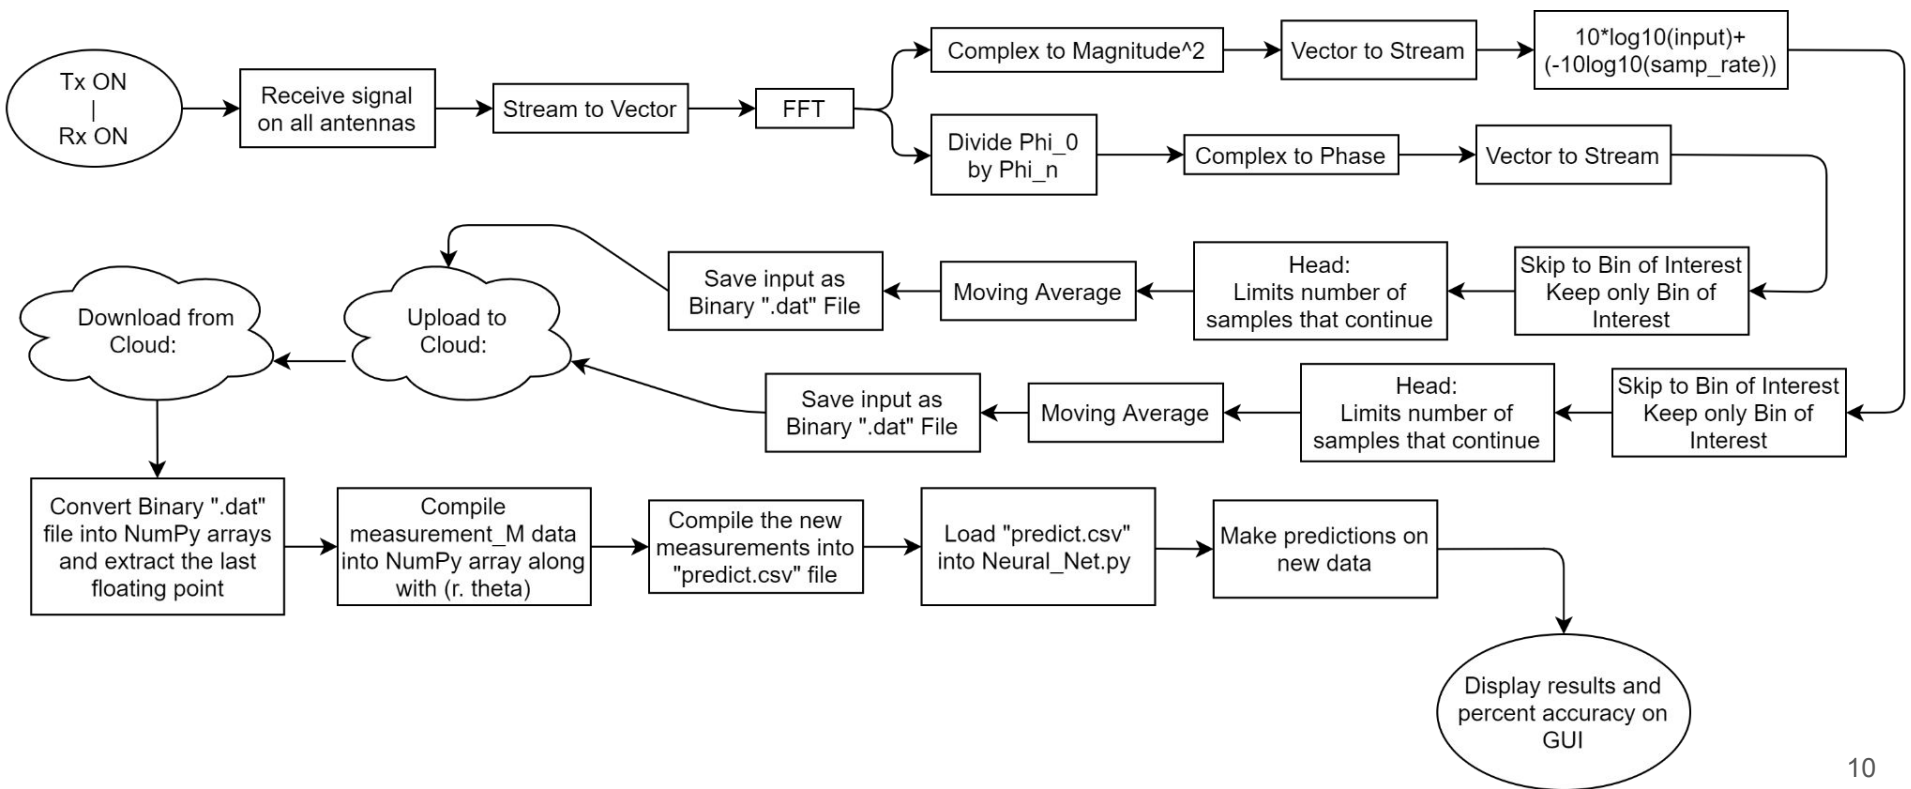 Tx ON
|
Rx ON
Receive signal
on all antennas
Stream to Vector
FFT
Complex to Magnitude^2
Vector to Stream
10*log10(input)+
(-10log10(samp_rate))
Divide Phi_0
by Phi_n
Complex to Phase
Vector to Stream
Skip to Bin of Interest
Keep only Bin of
Interest
Head:
Limits number of
samples that continue
Moving Average
Save input as
Binary ".dat" File
Skip to Bin of Interest
Keep only Bin of
Interest
Head:
Limits number of
samples that continue
Moving Average
Save input as
Binary ".dat" File
Upload to
Cloud:
Download from
Cloud:
Convert Binary ".dat"
file into NumPy arrays
and extract the last
floating point
Compile
measurement_M data
into NumPy array along
with (r. theta)
Compile the new
measurements into
"predict.csv" file
Load "predict.csv"
into Neural_Net.py
Make predictions on
new data
Display results and
percent accuracy on
GUI
10